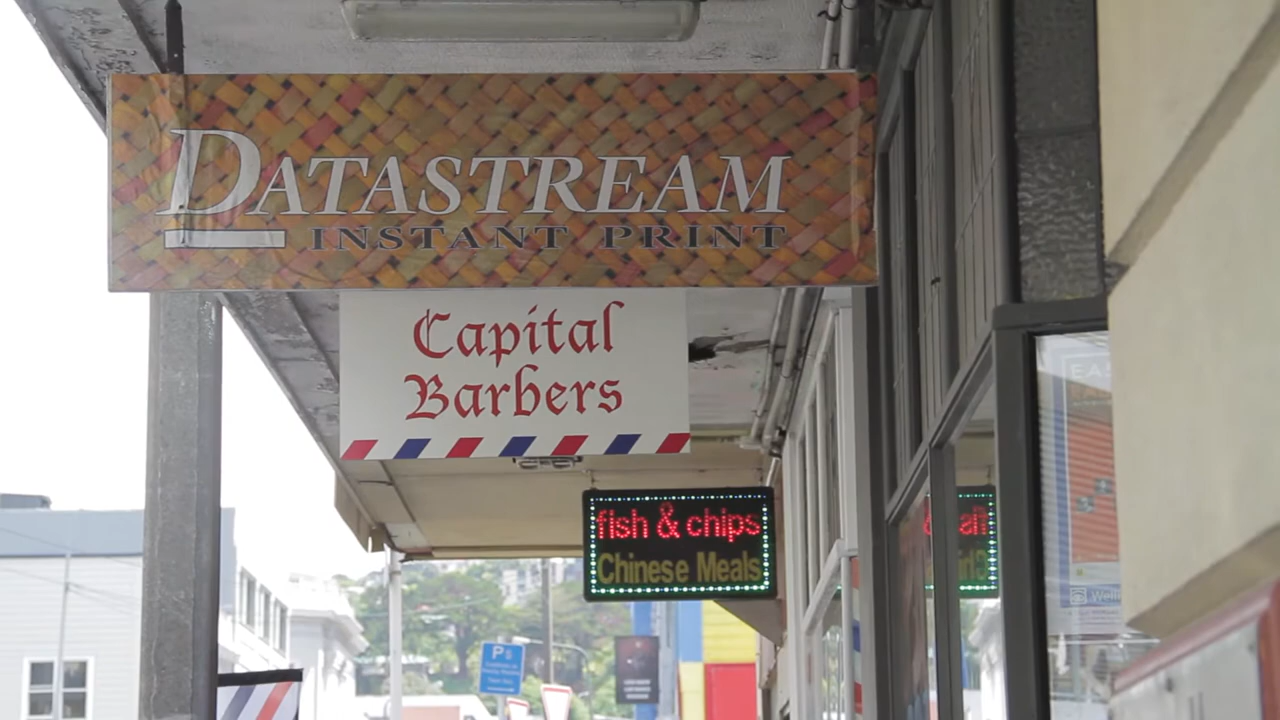 DATASTREAM
INSTANT PRINT
Capital
Barbers
fish & chips
Chinese Meals
P$